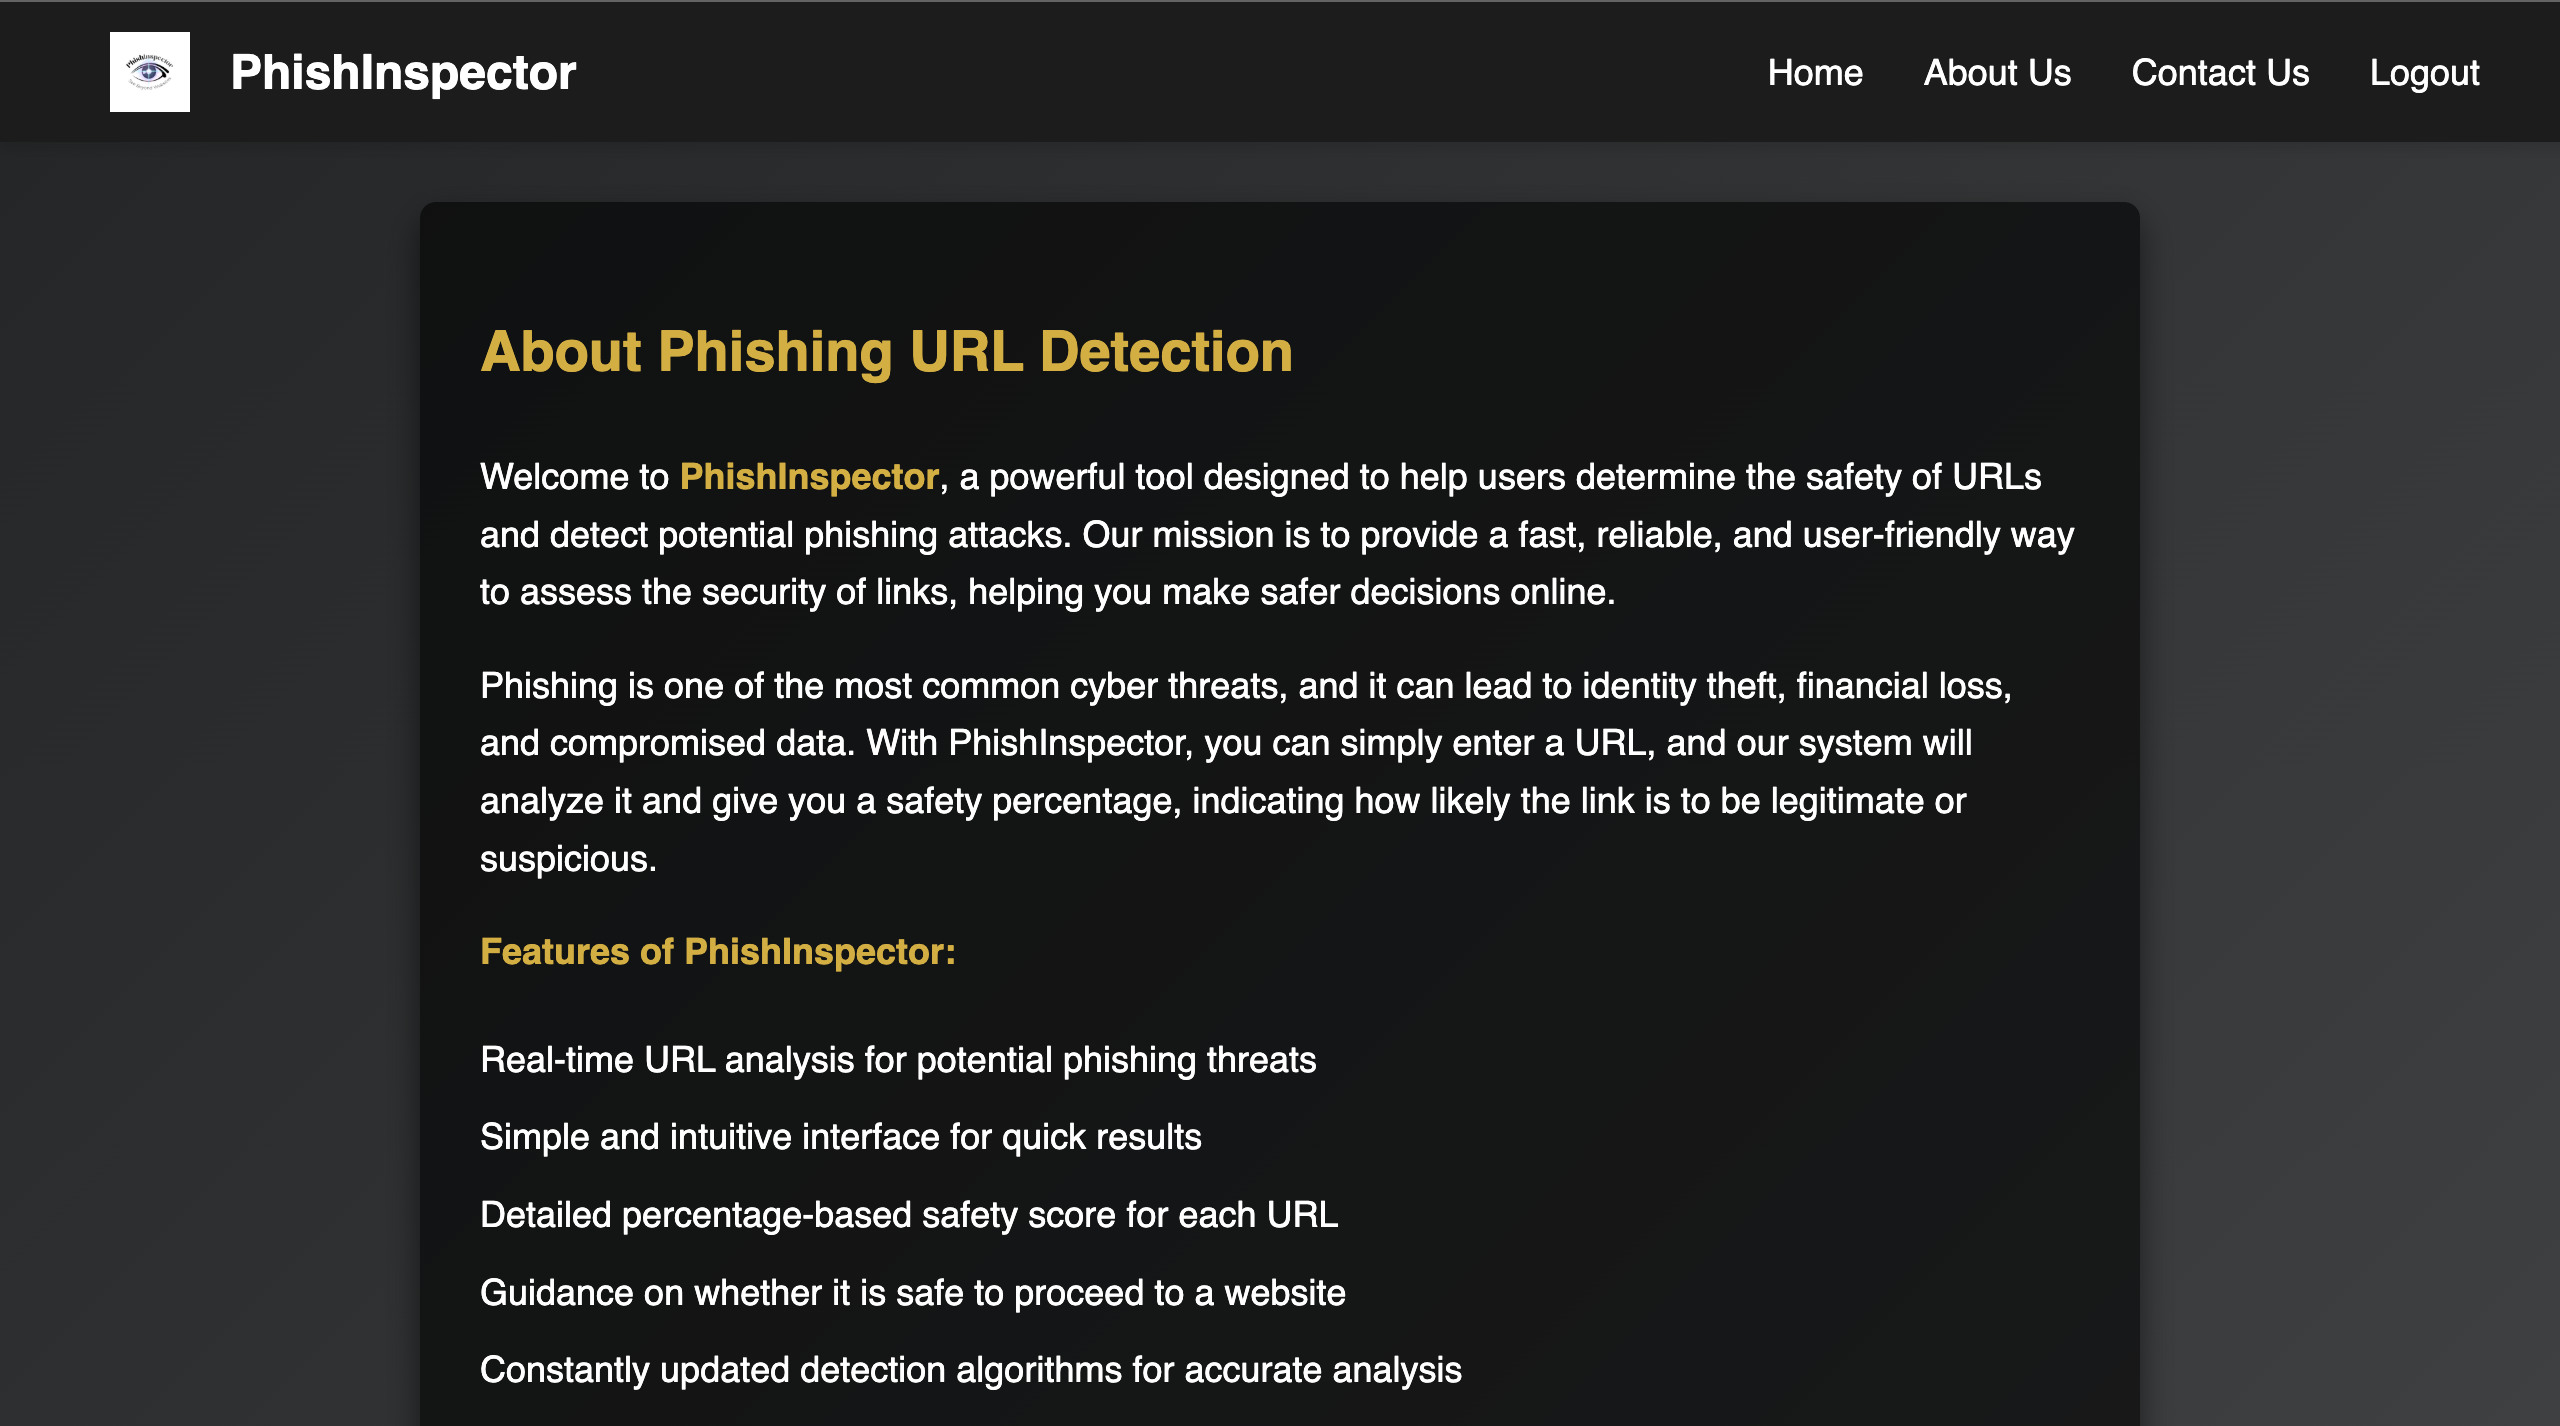 PhishInspector
PhishInspector
Home
About Us
Contact Us
Logout
About Phishing URL Detection
Welcome to PhishInspector, a powerful tool designed to help users determine the safety of URLs
and detect potential phishing attacks. Our mission is to provide a fast, reliable, and user-friendly way
to assess the security of links, helping you make safer decisions online.
Phishing is one of the most common cyber threats, and it can lead to identity theft, financial loss,
and compromised data. With PhishInspector, you can simply enter a URL, and our system will
analyze it and give you a safety percentage, indicating how likely the link is to be legitimate or
suspicious.
Features of PhishInspector:
Real-time URL analysis for potential phishing threats
Simple and intuitive interface for quick results
Detailed percentage-based safety score for each URL
Guidance on whether it is safe to proceed to a website
Constantly updated detection algorithms for accurate analysis